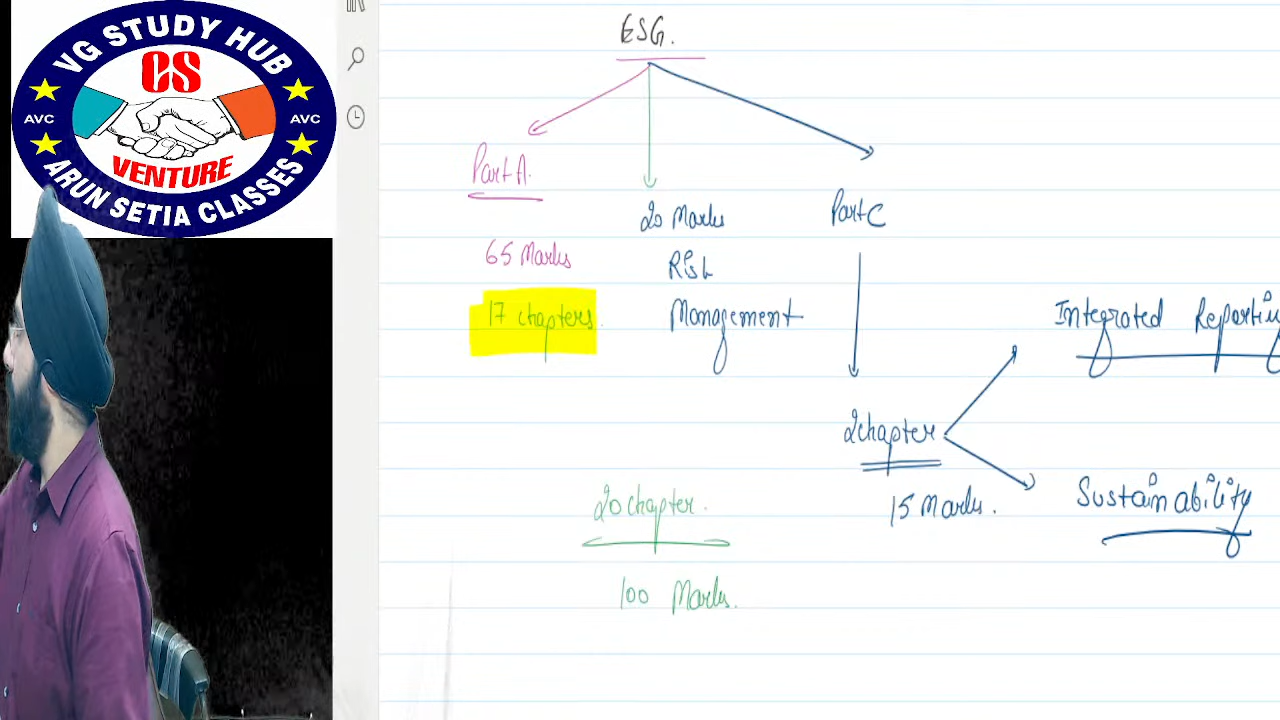 VG STUDY HUB
CS
AVC
AVC
VENTURE
ARUN SETIA CLASSES
ESG.
Part A.
65 Marks
17 chapters.
20 Marks
Risk
Management
Part C
2chapter
15 Marks.
Integrated Reporting
Sustainability
20 chapter.
100 Marks.